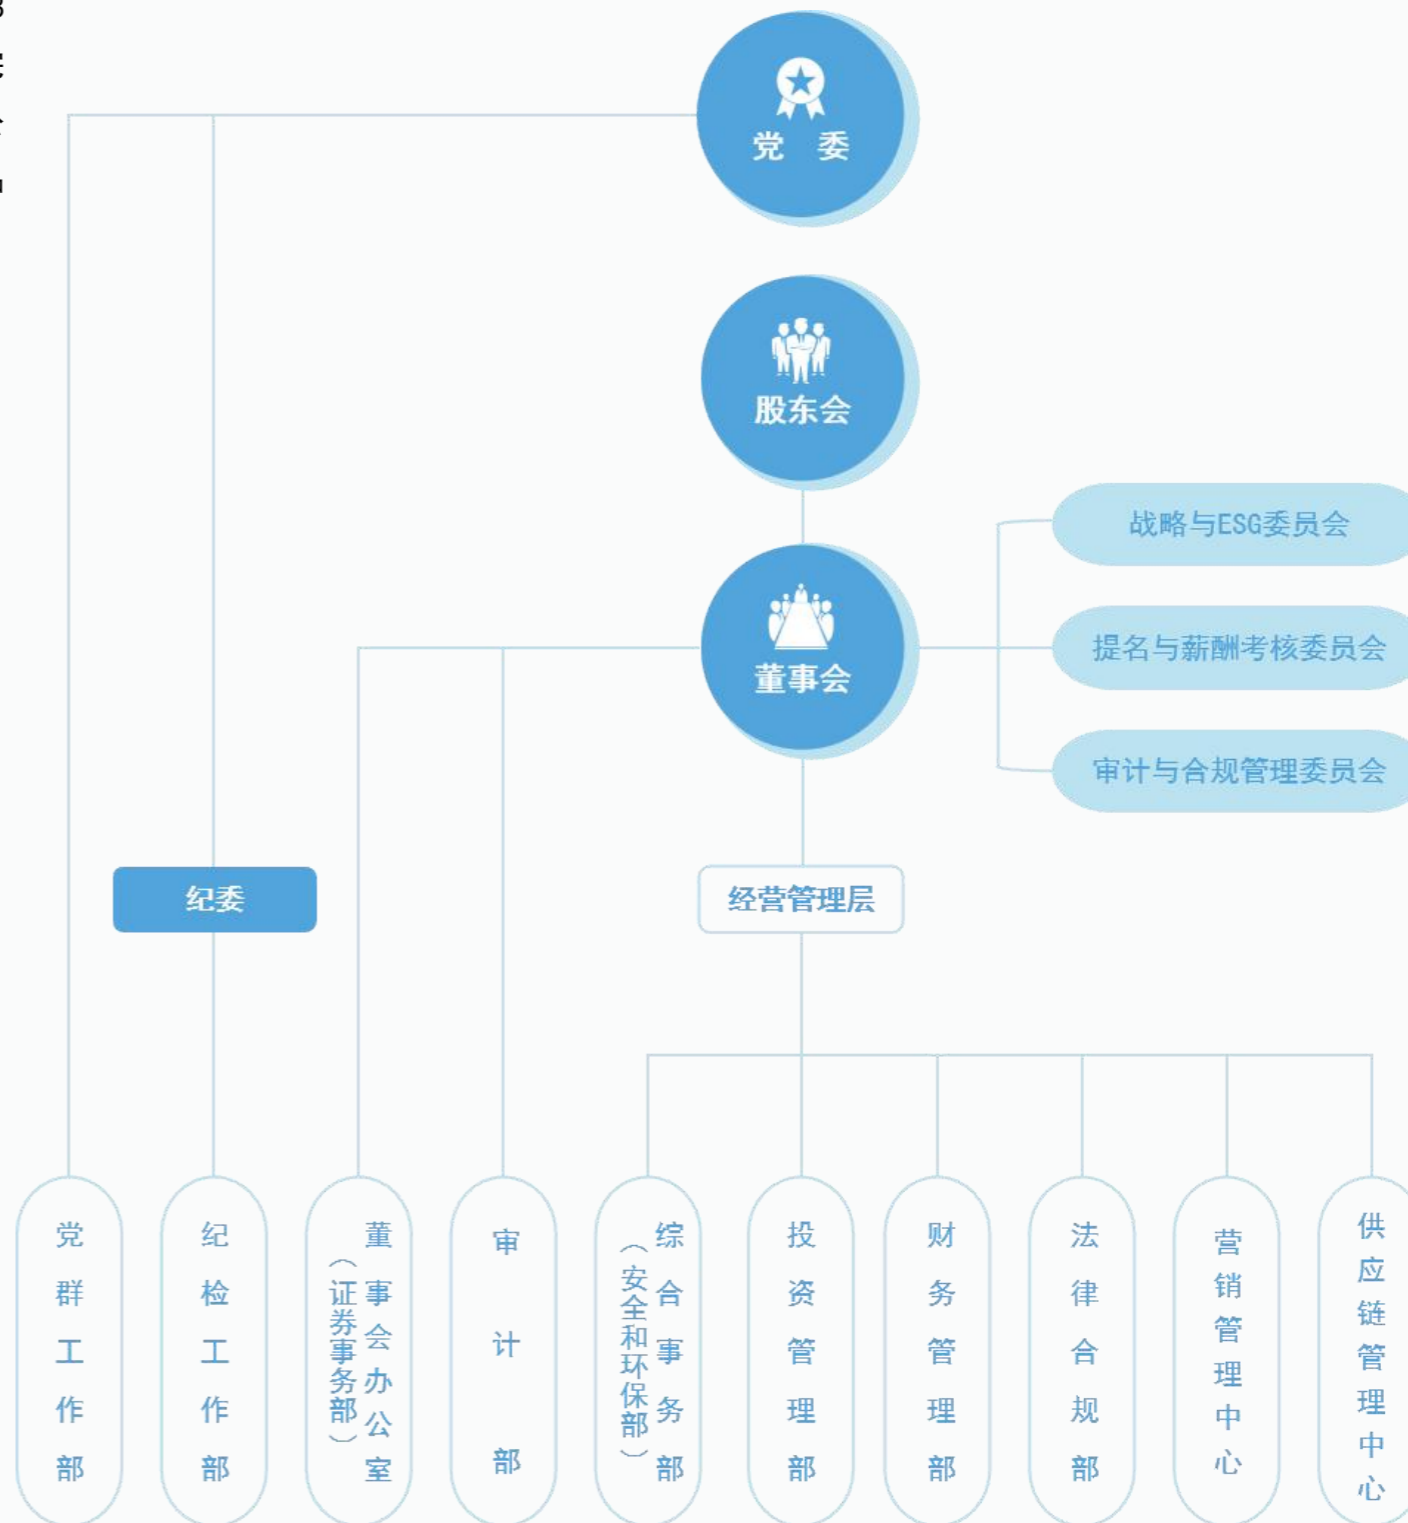 党 委
股东会
董事会
战略与ESG委员会
提名与薪酬考核委员会
审计与合规管理委员会
纪委
经营管理层
党群工作部
纪检工作部
董事会办公室
（证券事务部）
审计部
综合事务部
（安全和环保部）
投资管理部
财务管理部
法律合规部
营销管理中心
供应链管理中心